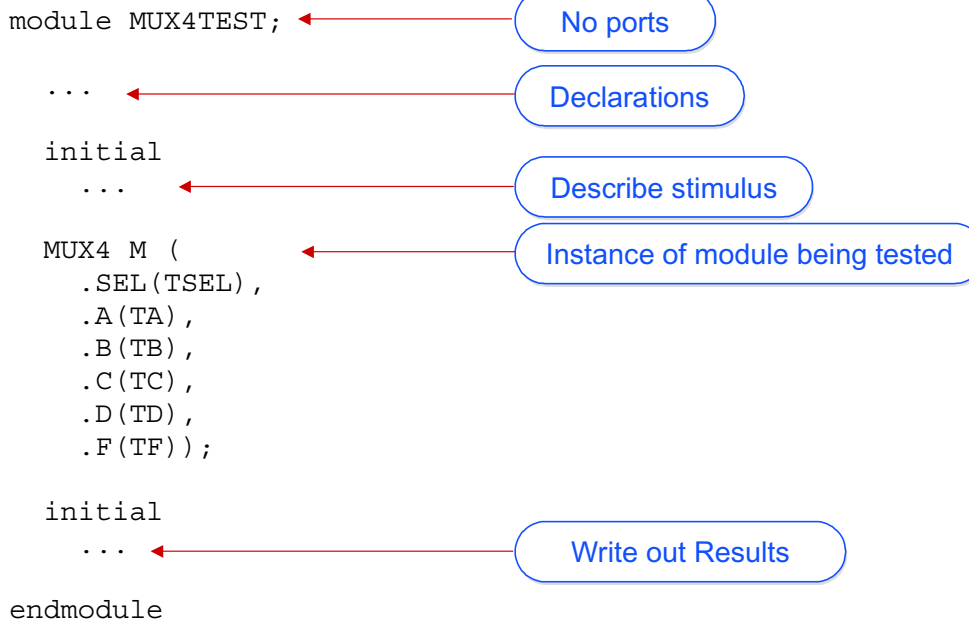 module MUX4TEST; No ports
... Declarations
initial
... Describe stimulus
MUX4 M ( Instance of module being tested
.SEL(TSEL),
.A(TA),
.B(TB),
.C(TC),
.D(TD),
.F(TF));
initial
... Write out Results
endmodule